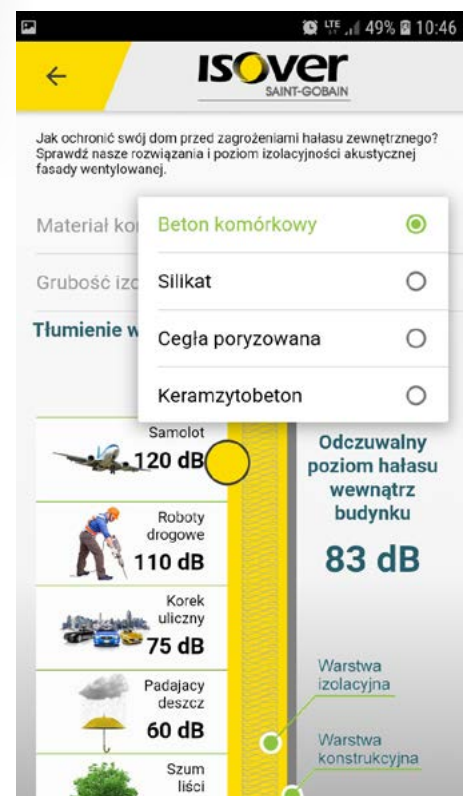 LTE 49% 10:46
isover
SAINT-GOBAIN
Jak ochronić swój dom przed zagrożeniami hałasu zewnętrznego?
Sprawdź nasze rozwiązania i poziom izolacyjności akustycznej
fasady wentylowanej.
Materiał
Grubość
Tłumienie
Beton komórkowy
Silikat
Cegła poryzowana
Keramzytobeton
Samolot
120 dB
Roboty
drogowe
110 dB
Korek
uliczny
75 dB
Padajacy
deszcz
60 dB
Szum
liści
Odczuwalny
poziom hałasu
wewnątrz
budynku
83 dB
Warstwa
izolacyjna
Warstwa
konstrukcyjna